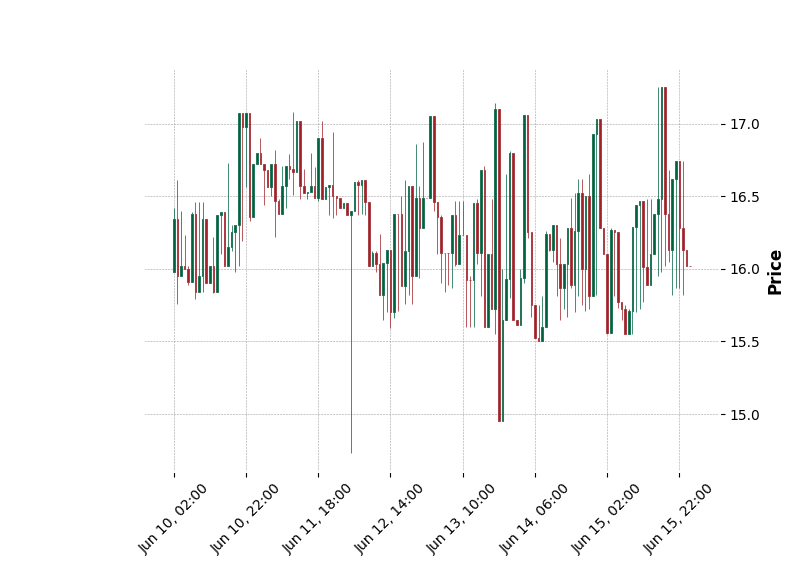 17.0
16.5
16.0
15.5
15.0
Price
Jun 10, 02:00
Jun 10, 22:00
Jun 11, 18:00
Jun 12, 14:00
Jun 13, 10:00
Jun 14, 06:00
Jun 15, 02:00
Jun 15, 22:00